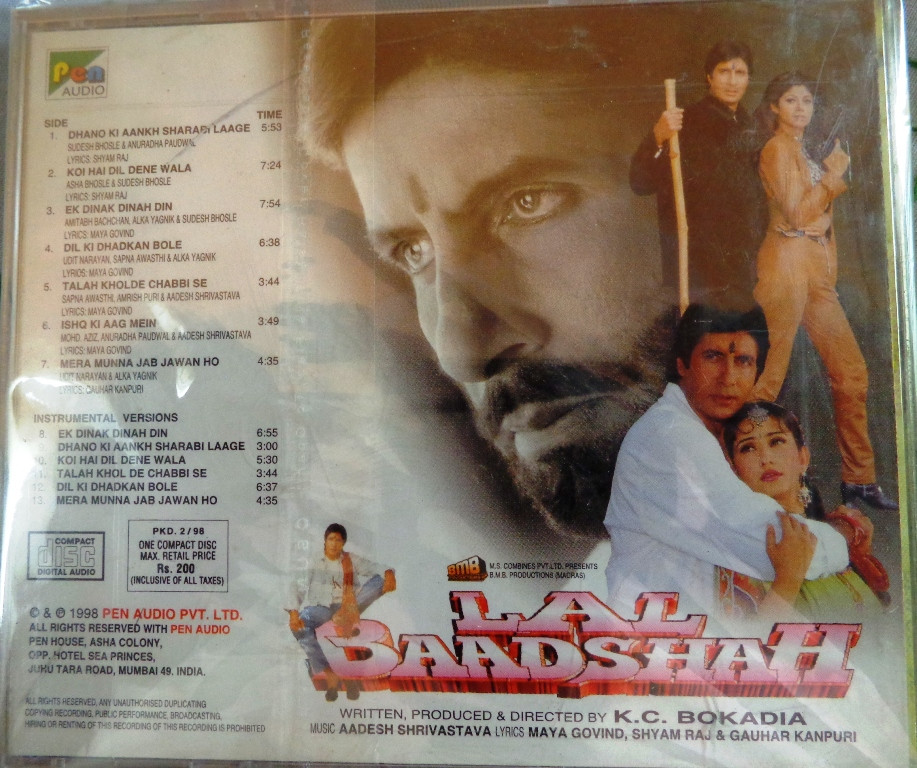 Pen
AUDIO
SIDE TIME
1. DHANO KI AANKH SHARABI LAAGE 5:53
SUDESH BHOSLE & ANURADHA PAUDWAL
LYRICS: SHYAM RAJ
2. KOI HAI DIL DENE WALA 7:24
ASHA BHOSLE & SUDESH BHOSLE
LYRICS: SHYAM RAJ
3. EK DINAK DINAH DIN 7:54
AMITABH BACHCHAN, ALKA YAGNIK & SUDESH BHOSLE
LYRICS: MAYA GOVIND
4. DIL KI DHADKAN BOLE 6:38
UDIT NARAYAN, SAPNA AWASTHI & ALKA YAGNIK
LYRIDS: MAYA GOVIND
5. TALAH KHOLDE CHABBI SE 3:44
SAPNA AWASTHI, AMRISH PURI & AADESH SHRIVASTAVA
LYRICS: MAYA GOVIND
6. ISHQ KI AAG MEIN 3:49
MOHD. AZIZ, ANURADHA PAUDWAL & AADESH SHRIVASTAVA
LYRICS: MAYA GOVIND
7. MERA MUNNA JAB JAWAN HO 4:35
UDIT NARAYAN & ALKA YAGNIK
LYRICS: GAUHAR KANPURI
INSTRUMENTAL VERSIONS
8. EK DINAK DINAH DIN 6:55
DHANO KI AANKH SHARABI LAAGE 3:00
10. KOI HAI DIL DENE WALA 5:30
11. TALAH KHOL DE CHABBI SE 3:44
12. DIL KI DHADKAN BOLE 6:37
13. MERA MUNNA JAB JAWAN HO 4:35
COMPACT
disc
DIGITAL AUDIO
PKD. 2/98
ONE COMPACT DISC
MAX. RETAIL PRICE
Rs. 200
(INCLUSIVE OF ALL TAXES)
© & ℗ 1998 PEN AUDIO PVT. LTD.
ALL RIGHTS RESERVED WITH PEN AUDIO
PEN HOUSE, ASHA COLONY,
OPP. HOTEL SEA PRINCES,
JUHU TARA ROAD, MUMBAI 49. INDIA.
ALL RIGHTS RESERVED, ANY UNAUTHORISED DUPLICATING
COPYING RECORDING, PUBLIC PERFORMANCE, BROADCASTING,
HIRING OR RENTING OF THIS RECORDING OF THIS RECORDING IS PROHIBITED
BMB
M.S. COMBINES PVT.LTD. PRESENTS
B.M.B. PRODUCTIONS (MADRAS)
LAL
BAADSHAH
WRITTEN, PRODUCED & DIRECTED BY K.C. BOKADIA
MUSIC AADESH SHRIVASTAVA LYRICS MAYA GOVIND, SHYAM RAJ & GAUHAR KANPURI